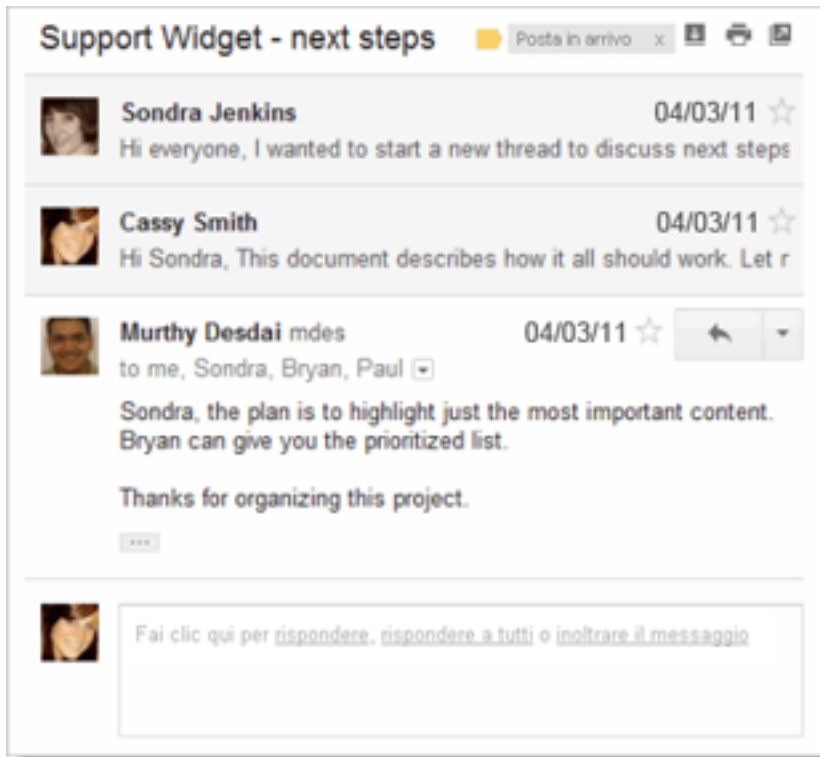 Support Widget - next steps Posta in arrivo x
Sondra Jenkins 04/03/11
Hi everyone, I wanted to start a new thread to discuss next steps
Cassy Smith 04/03/11
Hi Sondra, This document describes how it all should work. Let
Murthy Desdai mdes 04/03/11
to me, Sondra, Bryan, Paul
Sondra, the plan is to highlight just the most important content.
Bryan can give you the prioritized list.
Thanks for organizing this project.
Fai clic qui per rispondere, rispondere a tutti o inoltrare il messaggio